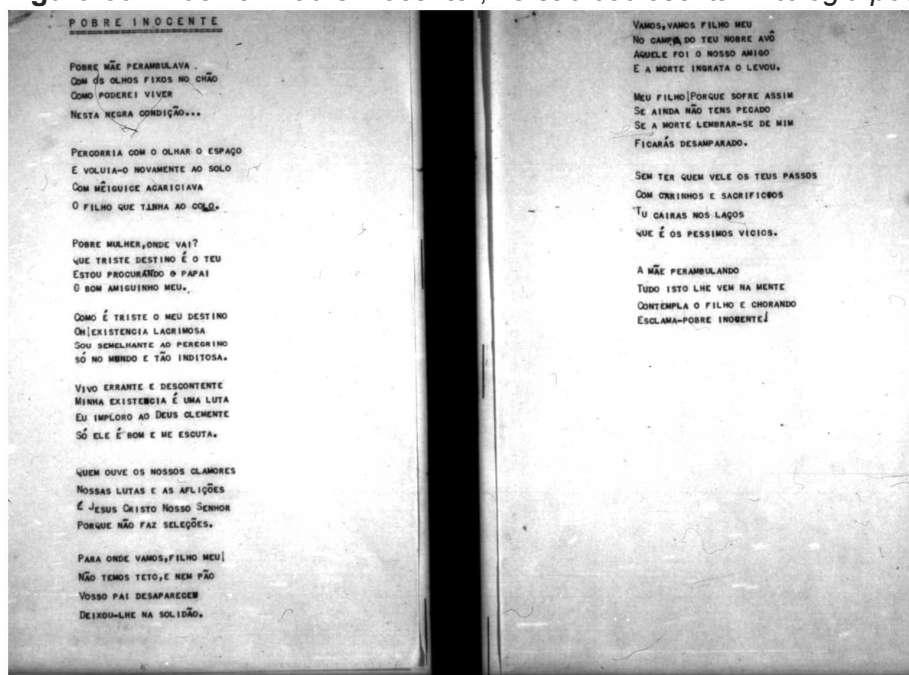 POBRE INOCENTE
POBRE MÃE PERAMBULAVA
COM OS OLHOS FIXOS NO CHÃO
COMO PODEREI VIVER
NESTA NEGRA CONDIÇÃO...
PERCORRIA COM O OLHAR O ESPAÇO
E VOLUIA-O NOVAMENTE AO SOLO
COM MEIGUICE ACARICIAVA
O FILHO QUE TINHA AO COLO.
POBRE MULHER,ONDE VAI?
QUE TRISTE DESTINO É O TEU
ESTOU PROCURANDO O PAPAI
O BOM AMIGUINHO MEU.
COMO É TRISTE O MEU DESTINO
OH!EXISTENCIA LACRIMOSA
SOU SEMELHANTE AO PEREGRINO
SÓ NO MUNDO E TÃO INDITOSA.
VIVO ERRANTE E DESCONTENTE
MINHA EXISTENCIA É UMA LUTA
EU IMPLORO AO DEUS CLEMENTE
SÓ ELE É BOM E ME ESCUTA.
QUEM OUVE OS NOSSOS CLAMORES
NOSSAS LUTAS E AS AFLIÇÕES
É JESUS CRISTO NOSSO SENHOR
PORQUE NÃO FAZ SELEÇÕES.
PARA ONDE VAMOS,FILHO MEU!
NÃO TEMOS TETO,E NEM PÃO
VOSSO PAI DESAPARECEU
DEIXOU-LHE NA SOLIDÃO.
VAMOS,VAMOS FILHO MEU
NO CAMPO DO TEU NOBRE AVÔ
AQUELE FOI O NOSSO AMIGO
E A MORTE INGRATA O LEVOU.
MEU FILHO!PORQUE SOFRE ASSIM
SE AINDA NÃO TENS PECADO
SE A MORTE LEMBRAR-SE DE MIM
FICARÁS DESAMPARADO.
SEM TER QUEM VELE OS TEUS PASSOS
COM CARINHOS E SACRIFICIOS
TU CAIRAS NOS LAÇOS
QUE É OS PESSIMOS VICIOS.
A MÃE PERAMBULANDO
TUDO ISTO LHE VEM NA MENTE
CONTEMPLA O FILHO E CHORANDO
ESCLAMA-POBRE INOCENTE!